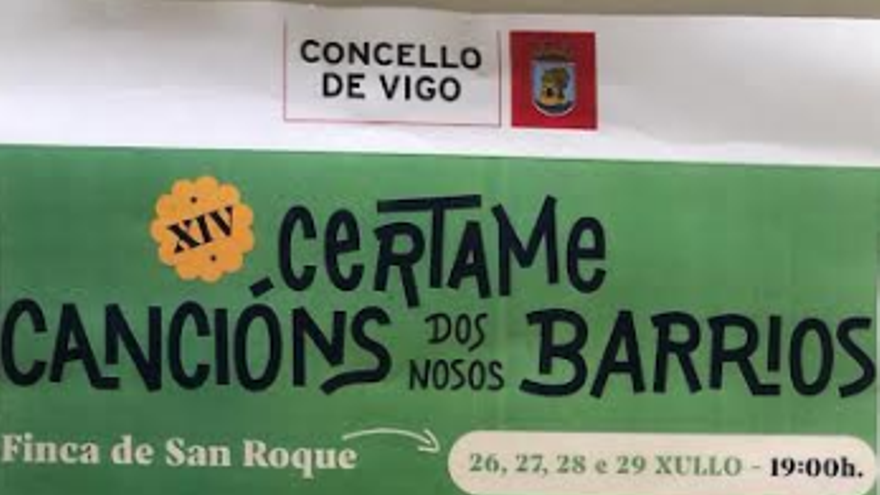 CONCELLO
DE VIGO
XIV CERTAME
CANCIÓNS DOS NOSOS BARRIOS
Finca de San Roque
26, 27, 28 e 29 XULLO - 19:00h.